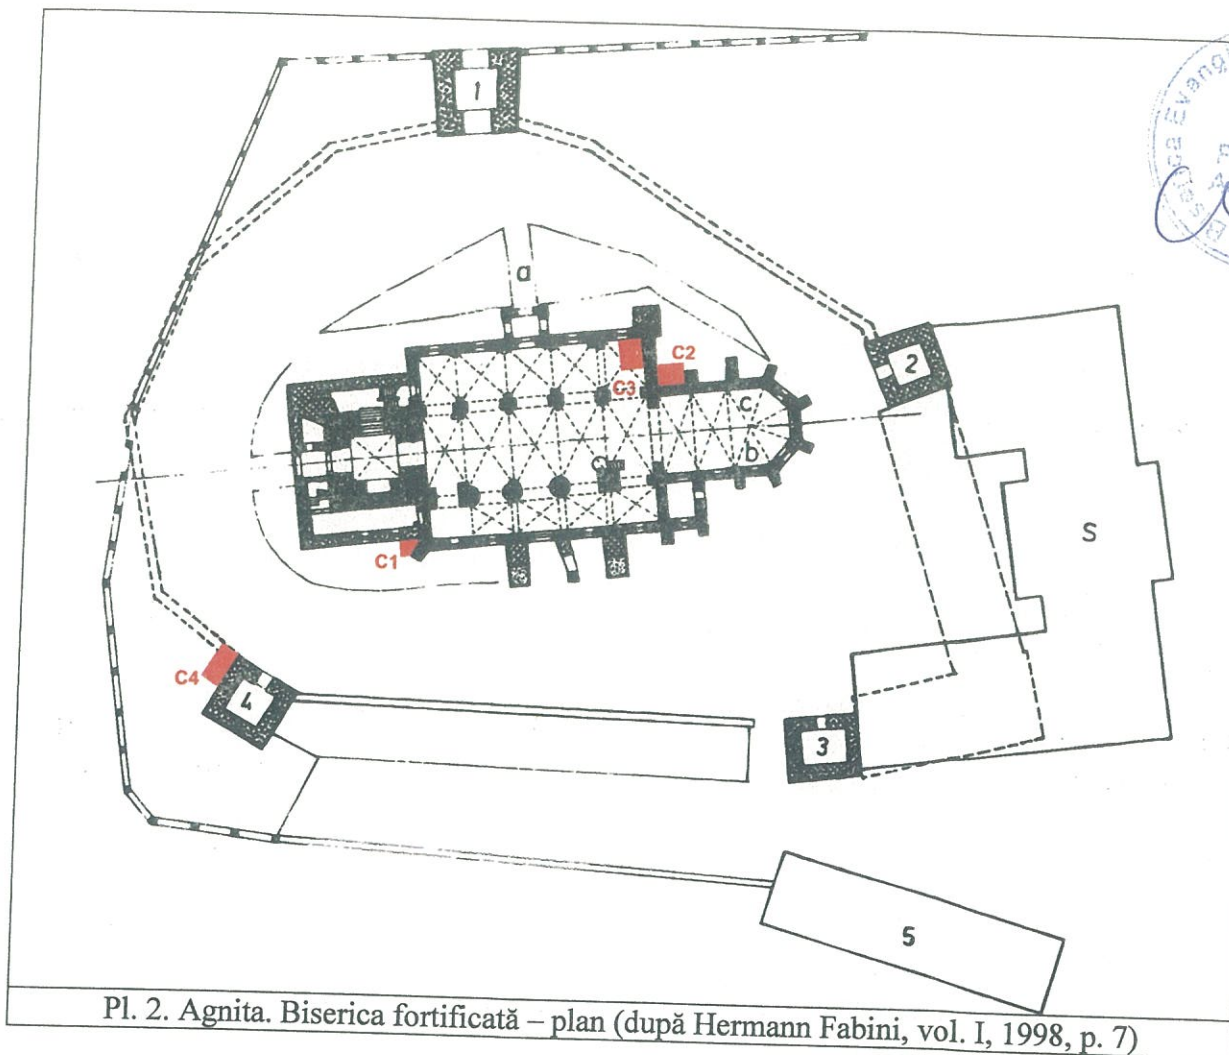 1
a
C2
C3
2
c
b
S
C1
C4
4
3
5
Pl. 2. Agnita. Biserica fortificată – plan (după Hermann Fabini, vol. I, 1998, p. 7)